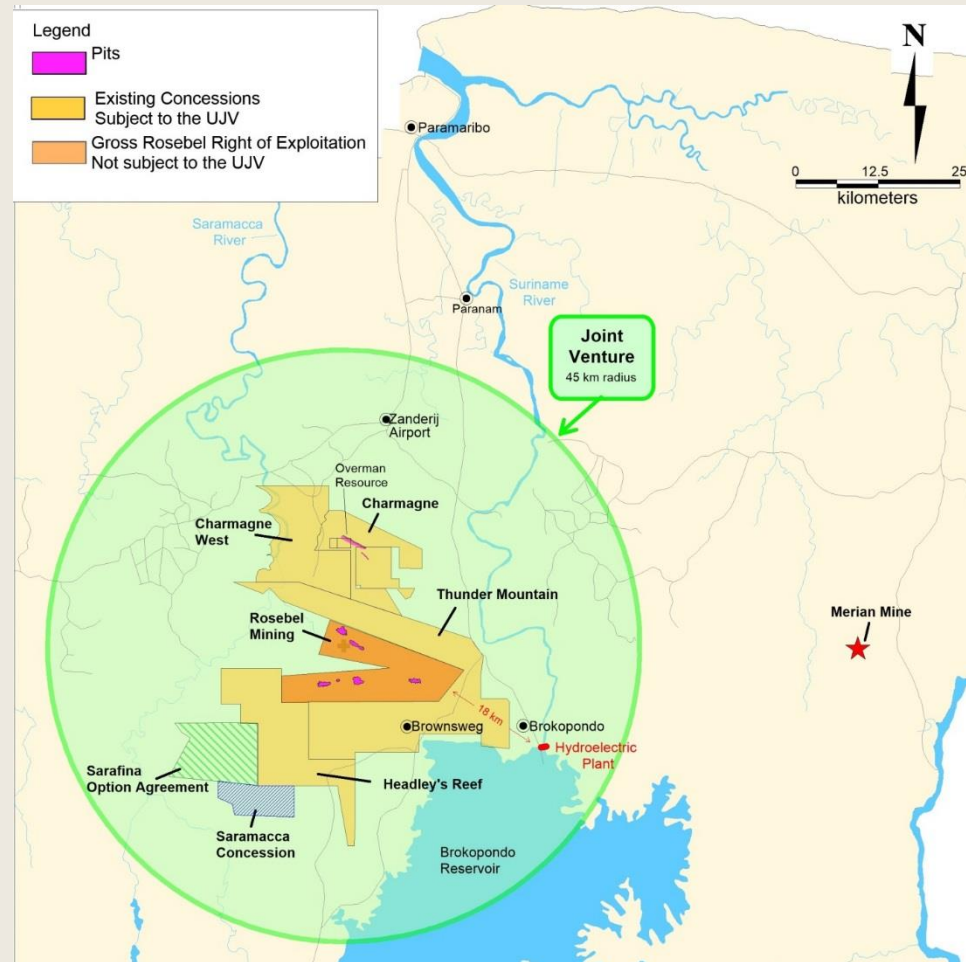 Legend
Pits
Existing Concessions
Subject to the UJV
Gross Rosebel Right of Exploitation
Not subject to the UJV
N
0 12.5 25
kilometers
Paramaribo
Saramacca
River
Suriname
River
Paranam
Joint
Venture
45 km radius
Zanderij
Airport
Overman
Resource
Charmagne
Charmagne
West
Thunder Mountain
Rosebel
Mining
Merian Mine
18 km
Brownsweg
Brokopondo
Hydroelectric
Plant
Sarafina
Option Agreement
Headley's Reef
Saramacca
Concession
Brokopondo
Reservoir